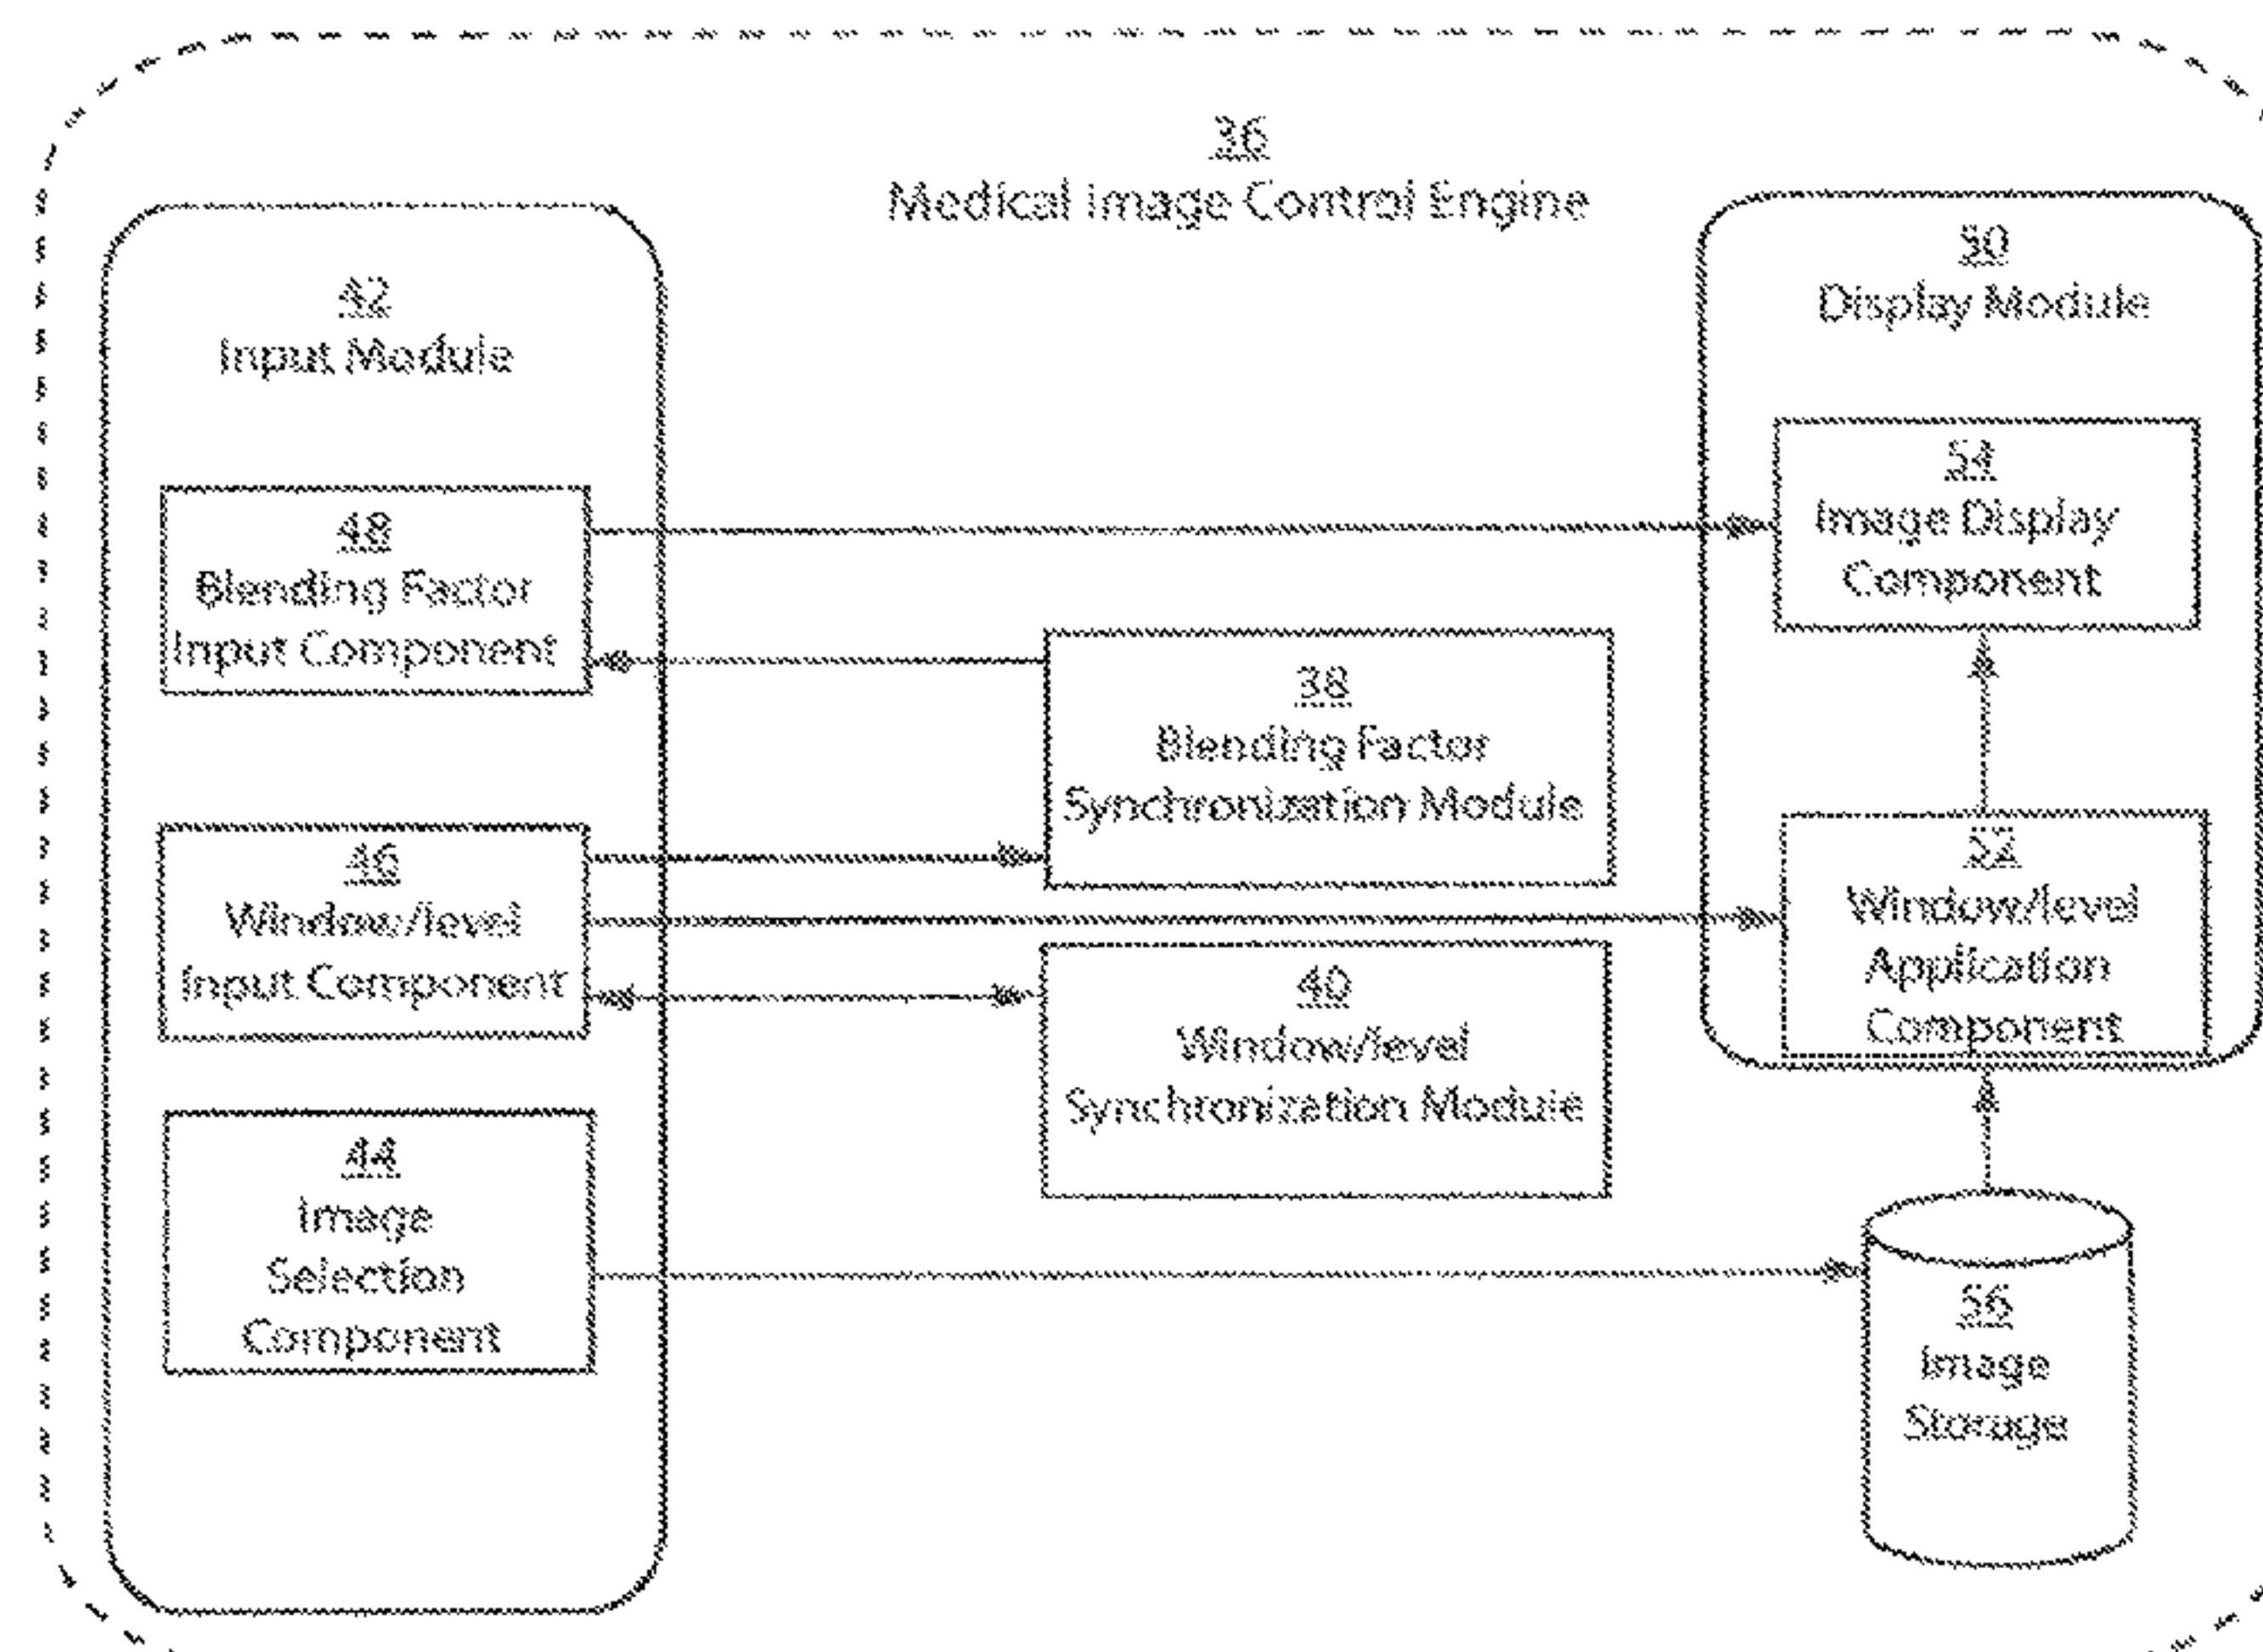 36
Medical Image Control Engine
42
Input Module
48
Blending Factor
Input Component
46
Window/level
Input Component
44
Image
Selection
Component
38
Blending Factor
Synchronization Module
40
Window/level
Synchronization Module
50
Display Module
54
Image Display
Component
52
Window/level
Application
Component
56
Image
Storage